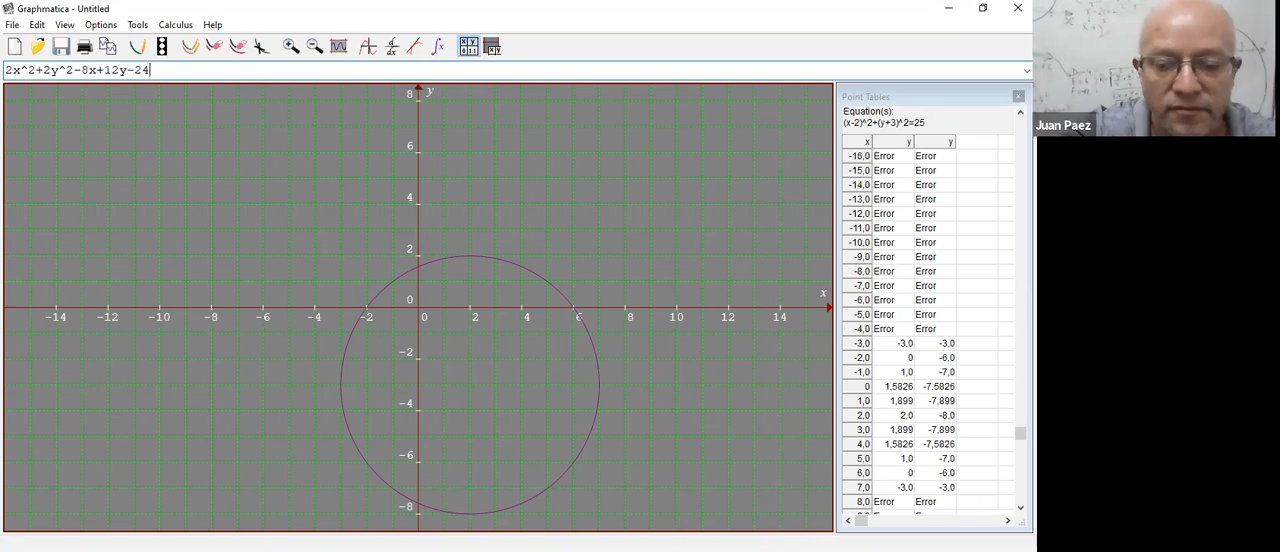 Graphmatica - Untitled
File Edit View Options Tools Calculus Help
2x^2+2y^2-8x+12y-24
y
8
6
4
2
0
x
-14 -12 -10 -8 -6 -4 -2 0 2 4 6 8 10 12 14
-2
-4
-6
-8
Point Tables
Equation(s):
(x-2)^2+(y+3)^2=25
x y y
-16,0 Error Error
-15,0 Error Error
-14,0 Error Error
-13,0 Error Error
-12,0 Error Error
-11,0 Error Error
-10,0 Error Error
-9,0 Error Error
-8,0 Error Error
-7,0 Error Error
-6,0 Error Error
-5,0 Error Error
-4,0 Error Error
-3,0 -3,0 -3,0
-2,0 0 -6,0
-1,0 1,0 -7,0
0 1,5826 -7,5826
1,0 1,899 -7,899
2,0 2,0 -8,0
3,0 1,899 -7,899
4,0 1,5826 -7,5826
5,0 1,0 -7,0
6,0 0 -6,0
7,0 -3,0 -3,0
8,0 Error Error
Juan Paez